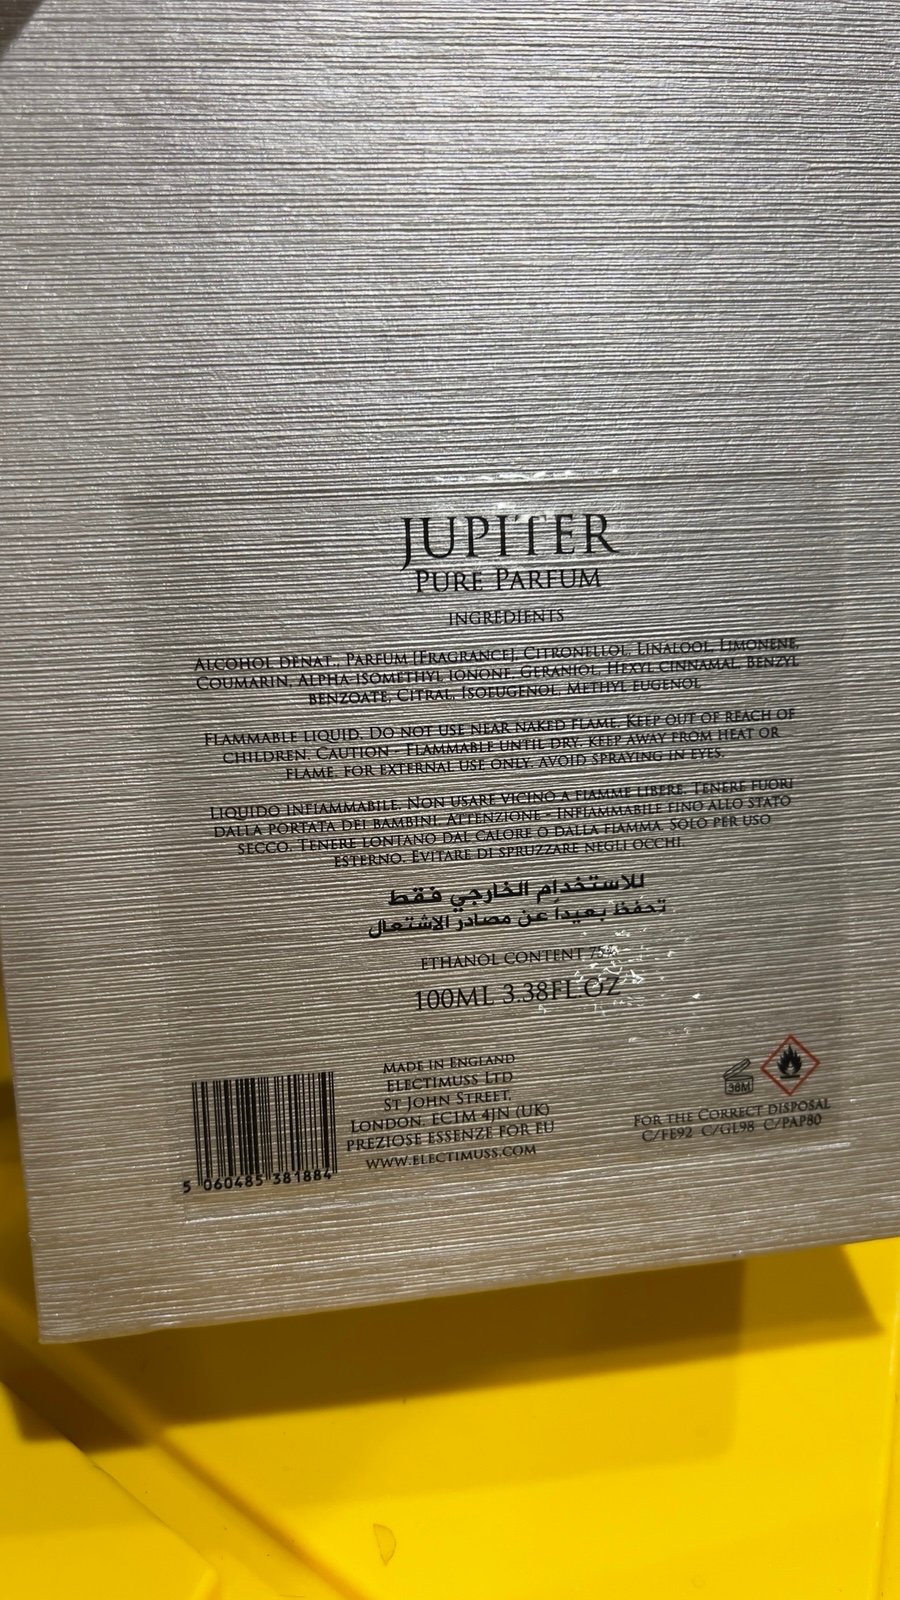 JUPITER
PURE PARFUM
INGREDIENTS
ALCOHOL DENAT., PARFUM [FRAGRANCE], CITRONELLOL, LINALOOL, LIMONENE,
COUMARIN, ALPHA-ISOMETHYL IONONE, GERANIOL, HEXYL CINNAMAL, BENZYL
BENZOATE, CITRAL, ISOEUGENOL, METHYL EUGENOL
FLAMMABLE LIQUID. DO NOT USE NEAR NAKED FLAME. KEEP OUT OF REACH OF
CHILDREN. CAUTION - FLAMMABLE UNTIL DRY. KEEP AWAY FROM HEAT OR
FLAME. FOR EXTERNAL USE ONLY. AVOID SPRAYING IN EYES.
LIQUIDO INFIAMMABILE. NON USARE VICINO A FIAMME LIBERE. TENERE FUORI
DALLA PORTATA DEI BAMBINI. ATTENZIONE - INFIAMMABILE FINO ALLO STATO
SECCO. TENERE LONTANO DAL CALORE O DALLA FIAMMA. SOLO PER USO
ESTERNO. EVITARE DI SPRUZZARE NEGLI OCCHI.
للاستخدام الخارجي فقط
تحفظ بعيداً عن مصادر الاشتعال
ETHANOL CONTENT 75%
100ML 3.38FL.OZ
MADE IN ENGLAND
ELECTIMUSS LTD
ST JOHN STREET,
LONDON, EC1M 4JN (UK)
PREZIOSE ESSENZE FOR EU
WWW.ELECTIMUSS.COM
5 060485 381884
36M
FOR THE CORRECT DISPOSAL
C/FE92 C/GL98 C/PAP80